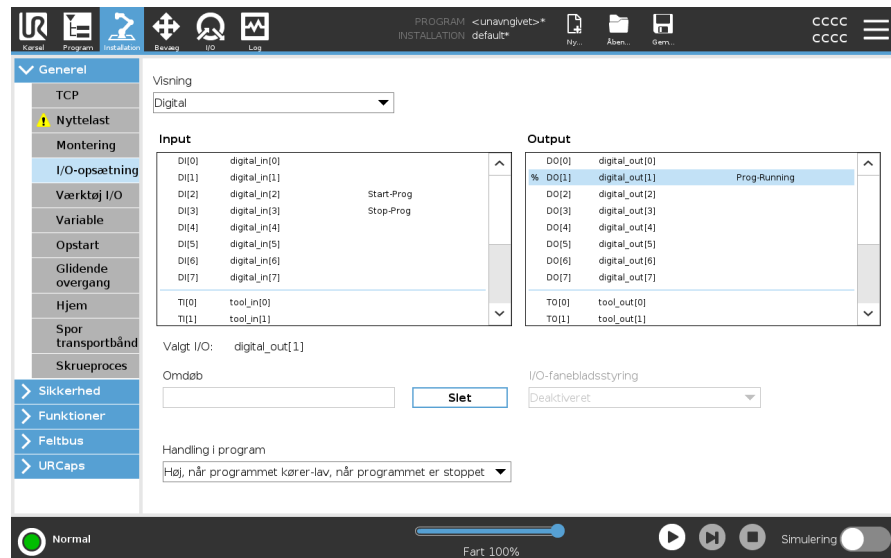 PROGRAM <unavngivet>*
INSTALLATION default*
CCCC
CCCC
Kørsel Program Installation Bevæg I/O Log Ny... Åben... Gem...
Generel
TCP
Nyttelast
Montering
I/O-opsætning
Værktøj I/O
Variable
Opstart
Glidende
overgang
Hjem
Spor
transportbånd
Skrueproces
Sikkerhed
Funktioner
Feltbus
URCaps
Visning
Digital
Input
DI[0] digital_in[0]
DI[1] digital_in[1]
DI[2] digital_in[2] Start-Prog
DI[3] digital_in[3] Stop-Prog
DI[4] digital_in[4]
DI[5] digital_in[5]
DI[6] digital_in[6]
DI[7] digital_in[7]
TI[0] tool_in[0]
TI[1] tool_in[1]
Output
DO[0] digital_out[0]
% DO[1] digital_out[1] Prog-Running
DO[2] digital_out[2]
DO[3] digital_out[3]
DO[4] digital_out[4]
DO[5] digital_out[5]
DO[6] digital_out[6]
DO[7] digital_out[7]
TO[0] tool_out[0]
TO[1] tool_out[1]
Valgt I/O: digital_out[1]
Omdøb
Slet
I/O-fanebladsstyring
Deaktiveret
Handling i program
Høj, når programmet kører-lav, når programmet er stoppet
Normal
Fart 100%
Simulering